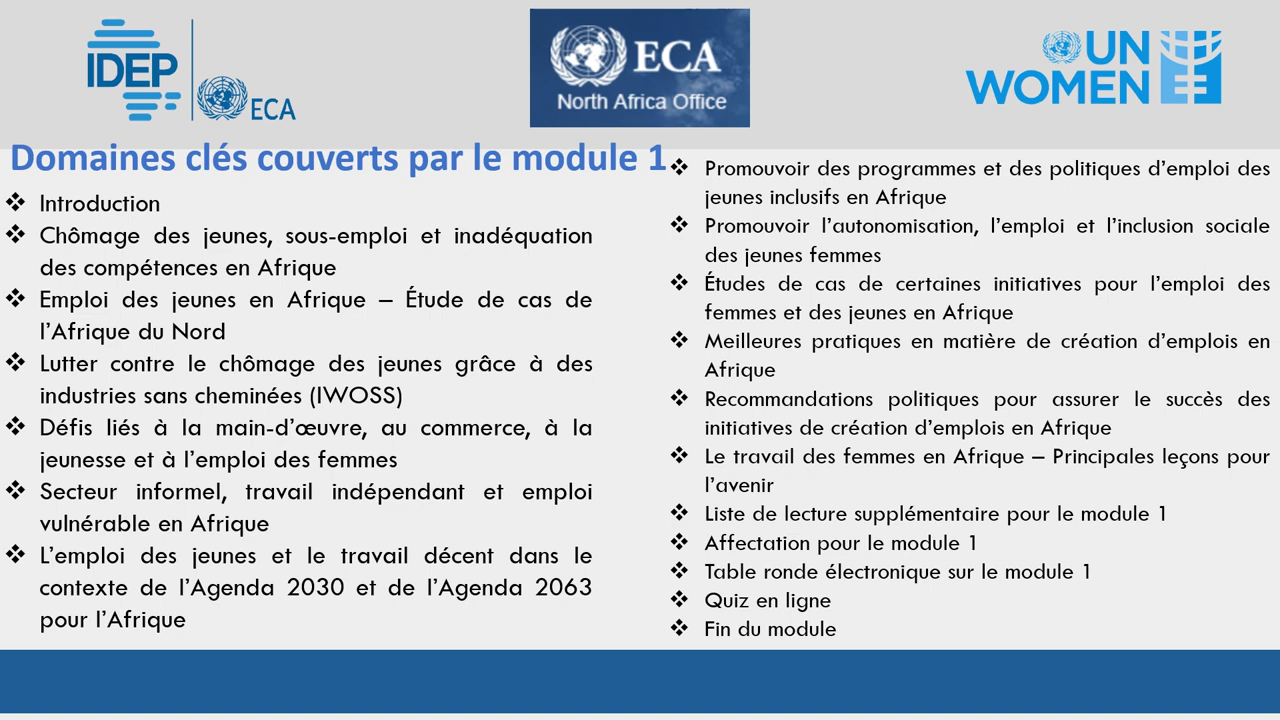 IDEP
ECA
ECA
North Africa Office
UN
WOMEN
Domaines clés couverts par le module 1
❖ Introduction
❖ Chômage des jeunes, sous-emploi et inadéquation
des compétences en Afrique
❖ Emploi des jeunes en Afrique – Étude de cas de
l’Afrique du Nord
❖ Lutter contre le chômage des jeunes grâce à des
industries sans cheminées (IWOSS)
❖ Défis liés à la main-d’œuvre, au commerce, à la
jeunesse et à l’emploi des femmes
❖ Secteur informel, travail indépendant et emploi
vulnérable en Afrique
❖ L’emploi des jeunes et le travail décent dans le
contexte de l’Agenda 2030 et de l’Agenda 2063
pour l’Afrique
❖ Promouvoir des programmes et des politiques d’emploi des
jeunes inclusifs en Afrique
❖ Promouvoir l’autonomisation, l’emploi et l’inclusion sociale
des jeunes femmes
❖ Études de cas de certaines initiatives pour l’emploi des
femmes et des jeunes en Afrique
❖ Meilleures pratiques en matière de création d’emplois en
Afrique
❖ Recommandations politiques pour assurer le succès des
initiatives de création d’emplois en Afrique
❖ Le travail des femmes en Afrique – Principales leçons pour
l’avenir
❖ Liste de lecture supplémentaire pour le module 1
❖ Affectation pour le module 1
❖ Table ronde électronique sur le module 1
❖ Quiz en ligne
❖ Fin du module